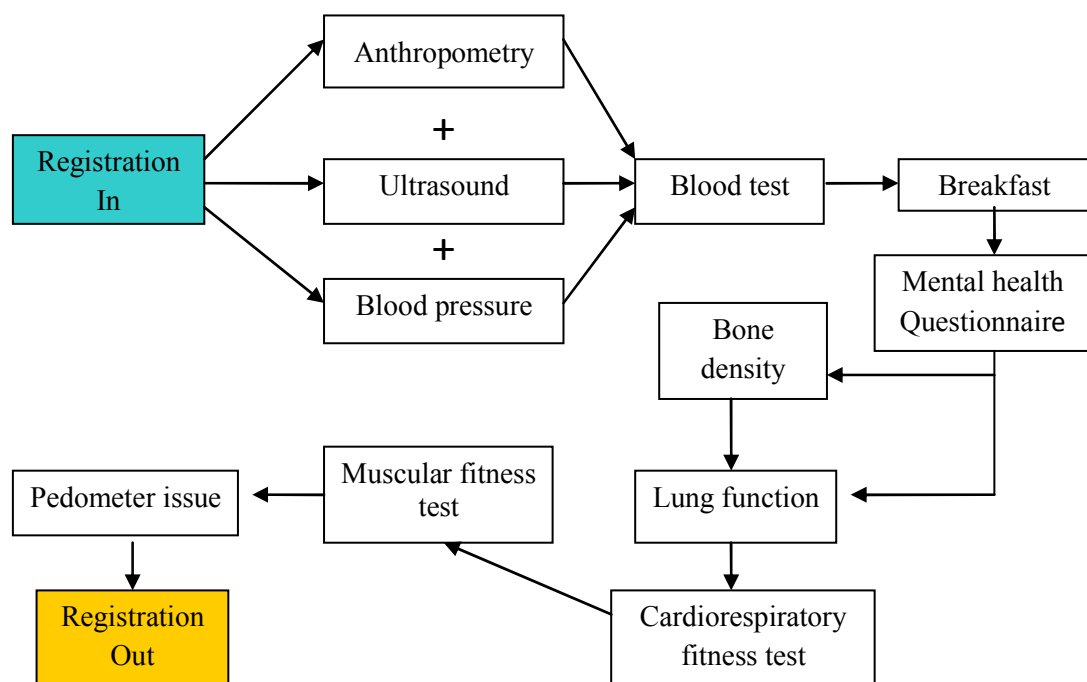 Anthropometry
+
Registration
In
Ultrasound
Blood test
Breakfast
+
Blood pressure
Mental health
Questionnaire
Bone
density
Muscular fitness
test
Pedometer issue
Lung function
Registration
Out
Cardiorespiratory
fitness test